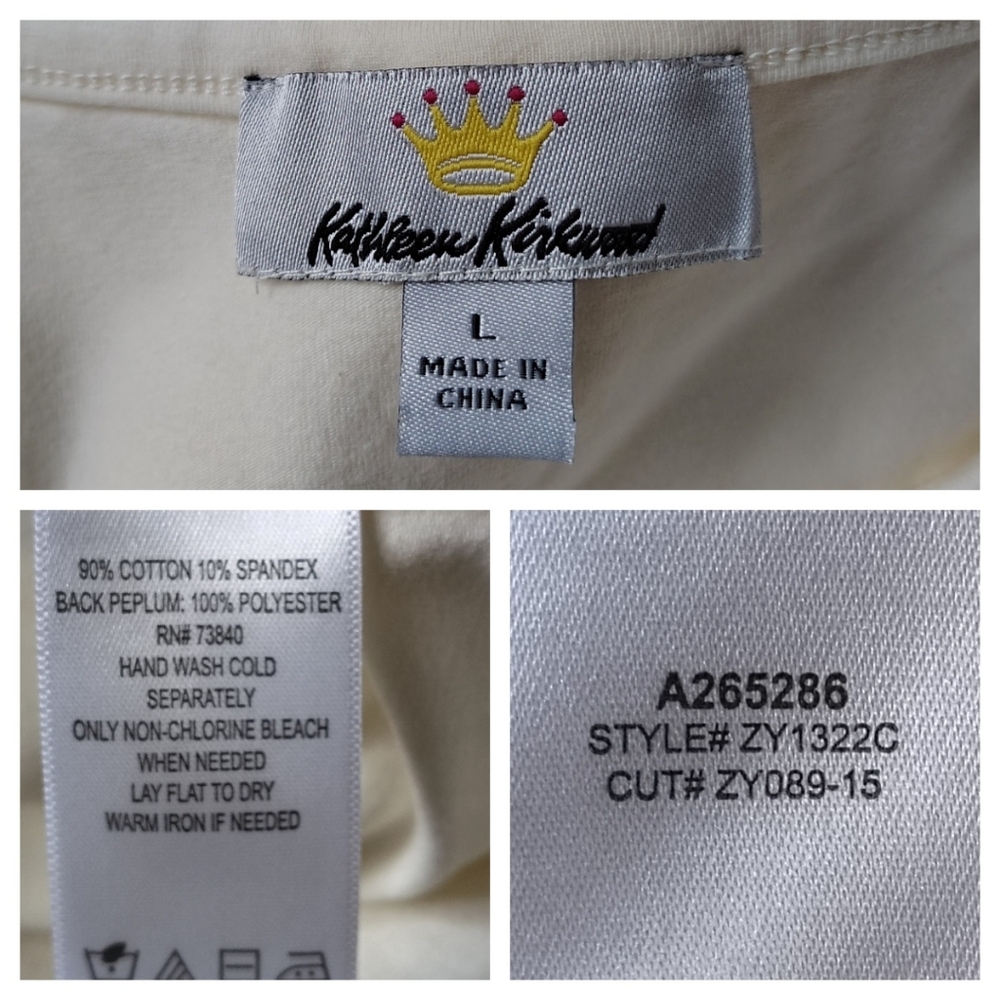 Kathleen Kirkwood
L
MADE IN
CHINA
90% COTTON 10% SPANDEX
BACK PEPLUM: 100% POLYESTER
RN# 73840
HAND WASH COLD
SEPARATELY
ONLY NON-CHLORINE BLEACH
WHEN NEEDED
LAY FLAT TO DRY
WARM IRON IF NEEDED
A265286
STYLE# ZY1322C
CUT# ZY089-15